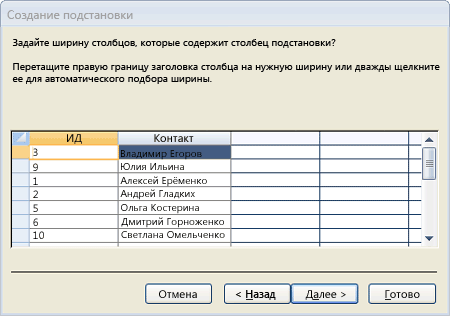 Создание подстановки
Задайте ширину столбцов, которые содержит столбец подстановки?
Перетащите правую границу заголовка столбца на нужную ширину или дважды щелкните
ее для автоматического подбора ширины.
ИД Контакт
3 Владимир Егоров
9 Юлия Ильина
1 Алексей Ерёменко
2 Андрей Гладких
5 Ольга Костерина
6 Дмитрий Горноженко
10 Светлана Омельченко
Отмена < Назад Далее > Готово